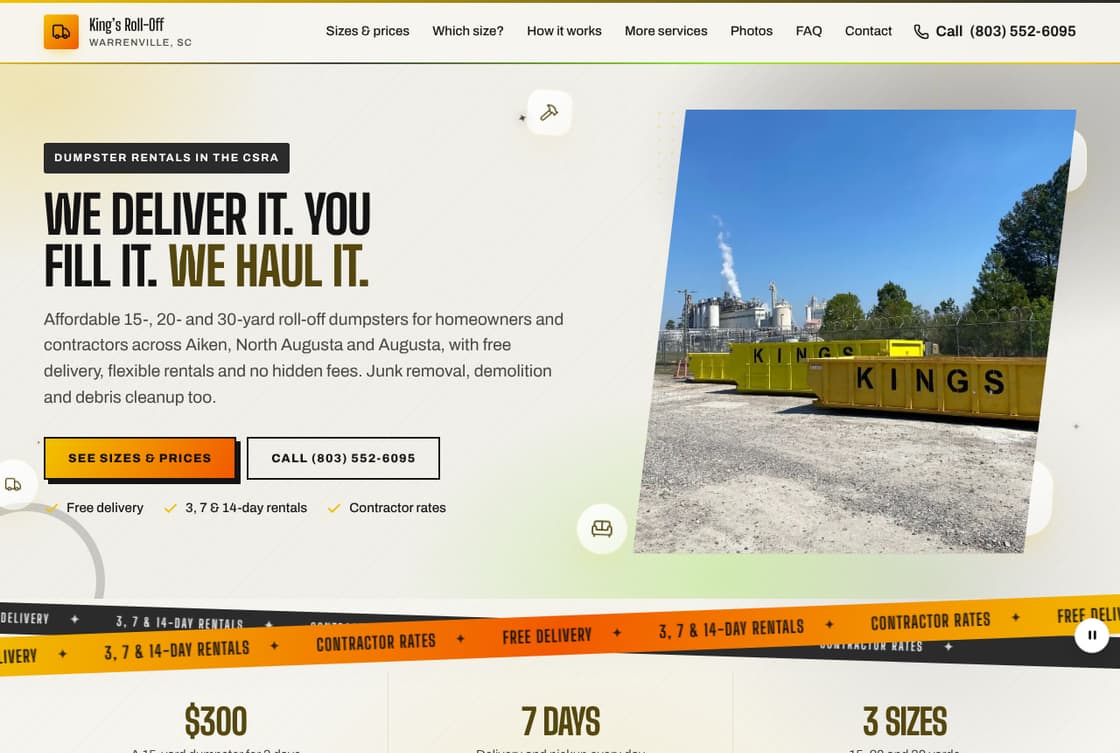 King's Roll-Off
WARRENVILLE, SC
Sizes & prices
Which size?
How it works
More services
Photos
FAQ
Contact
Call (803) 552-6095
DUMPSTER RENTALS IN THE CSRA
WE DELIVER IT. YOU
FILL IT. WE HAUL IT.
Affordable 15-, 20- and 30-yard roll-off dumpsters for homeowners and
contractors across Aiken, North Augusta and Augusta, with free
delivery, flexible rentals and no hidden fees. Junk removal, demolition
and debris cleanup too.
KINGS
KINGS
SEE SIZES & PRICES
CALL (803) 552-6095
Free delivery
3, 7 & 14-day rentals
Contractor rates
DELIVERY ✦ 3, 7 & 14-DAY RENTALS ✦
CONTRACTOR RATES ✦
LIVERY ✦ 3, 7 & 14-DAY RENTALS ✦ CONTRACTOR RATES ✦ FREE DELIVERY ✦ 3, 7 & 14-DAY RENTALS ✦ CONTRACTOR RATES ✦ FREE DELIV
$300
7 DAYS
3 SIZES